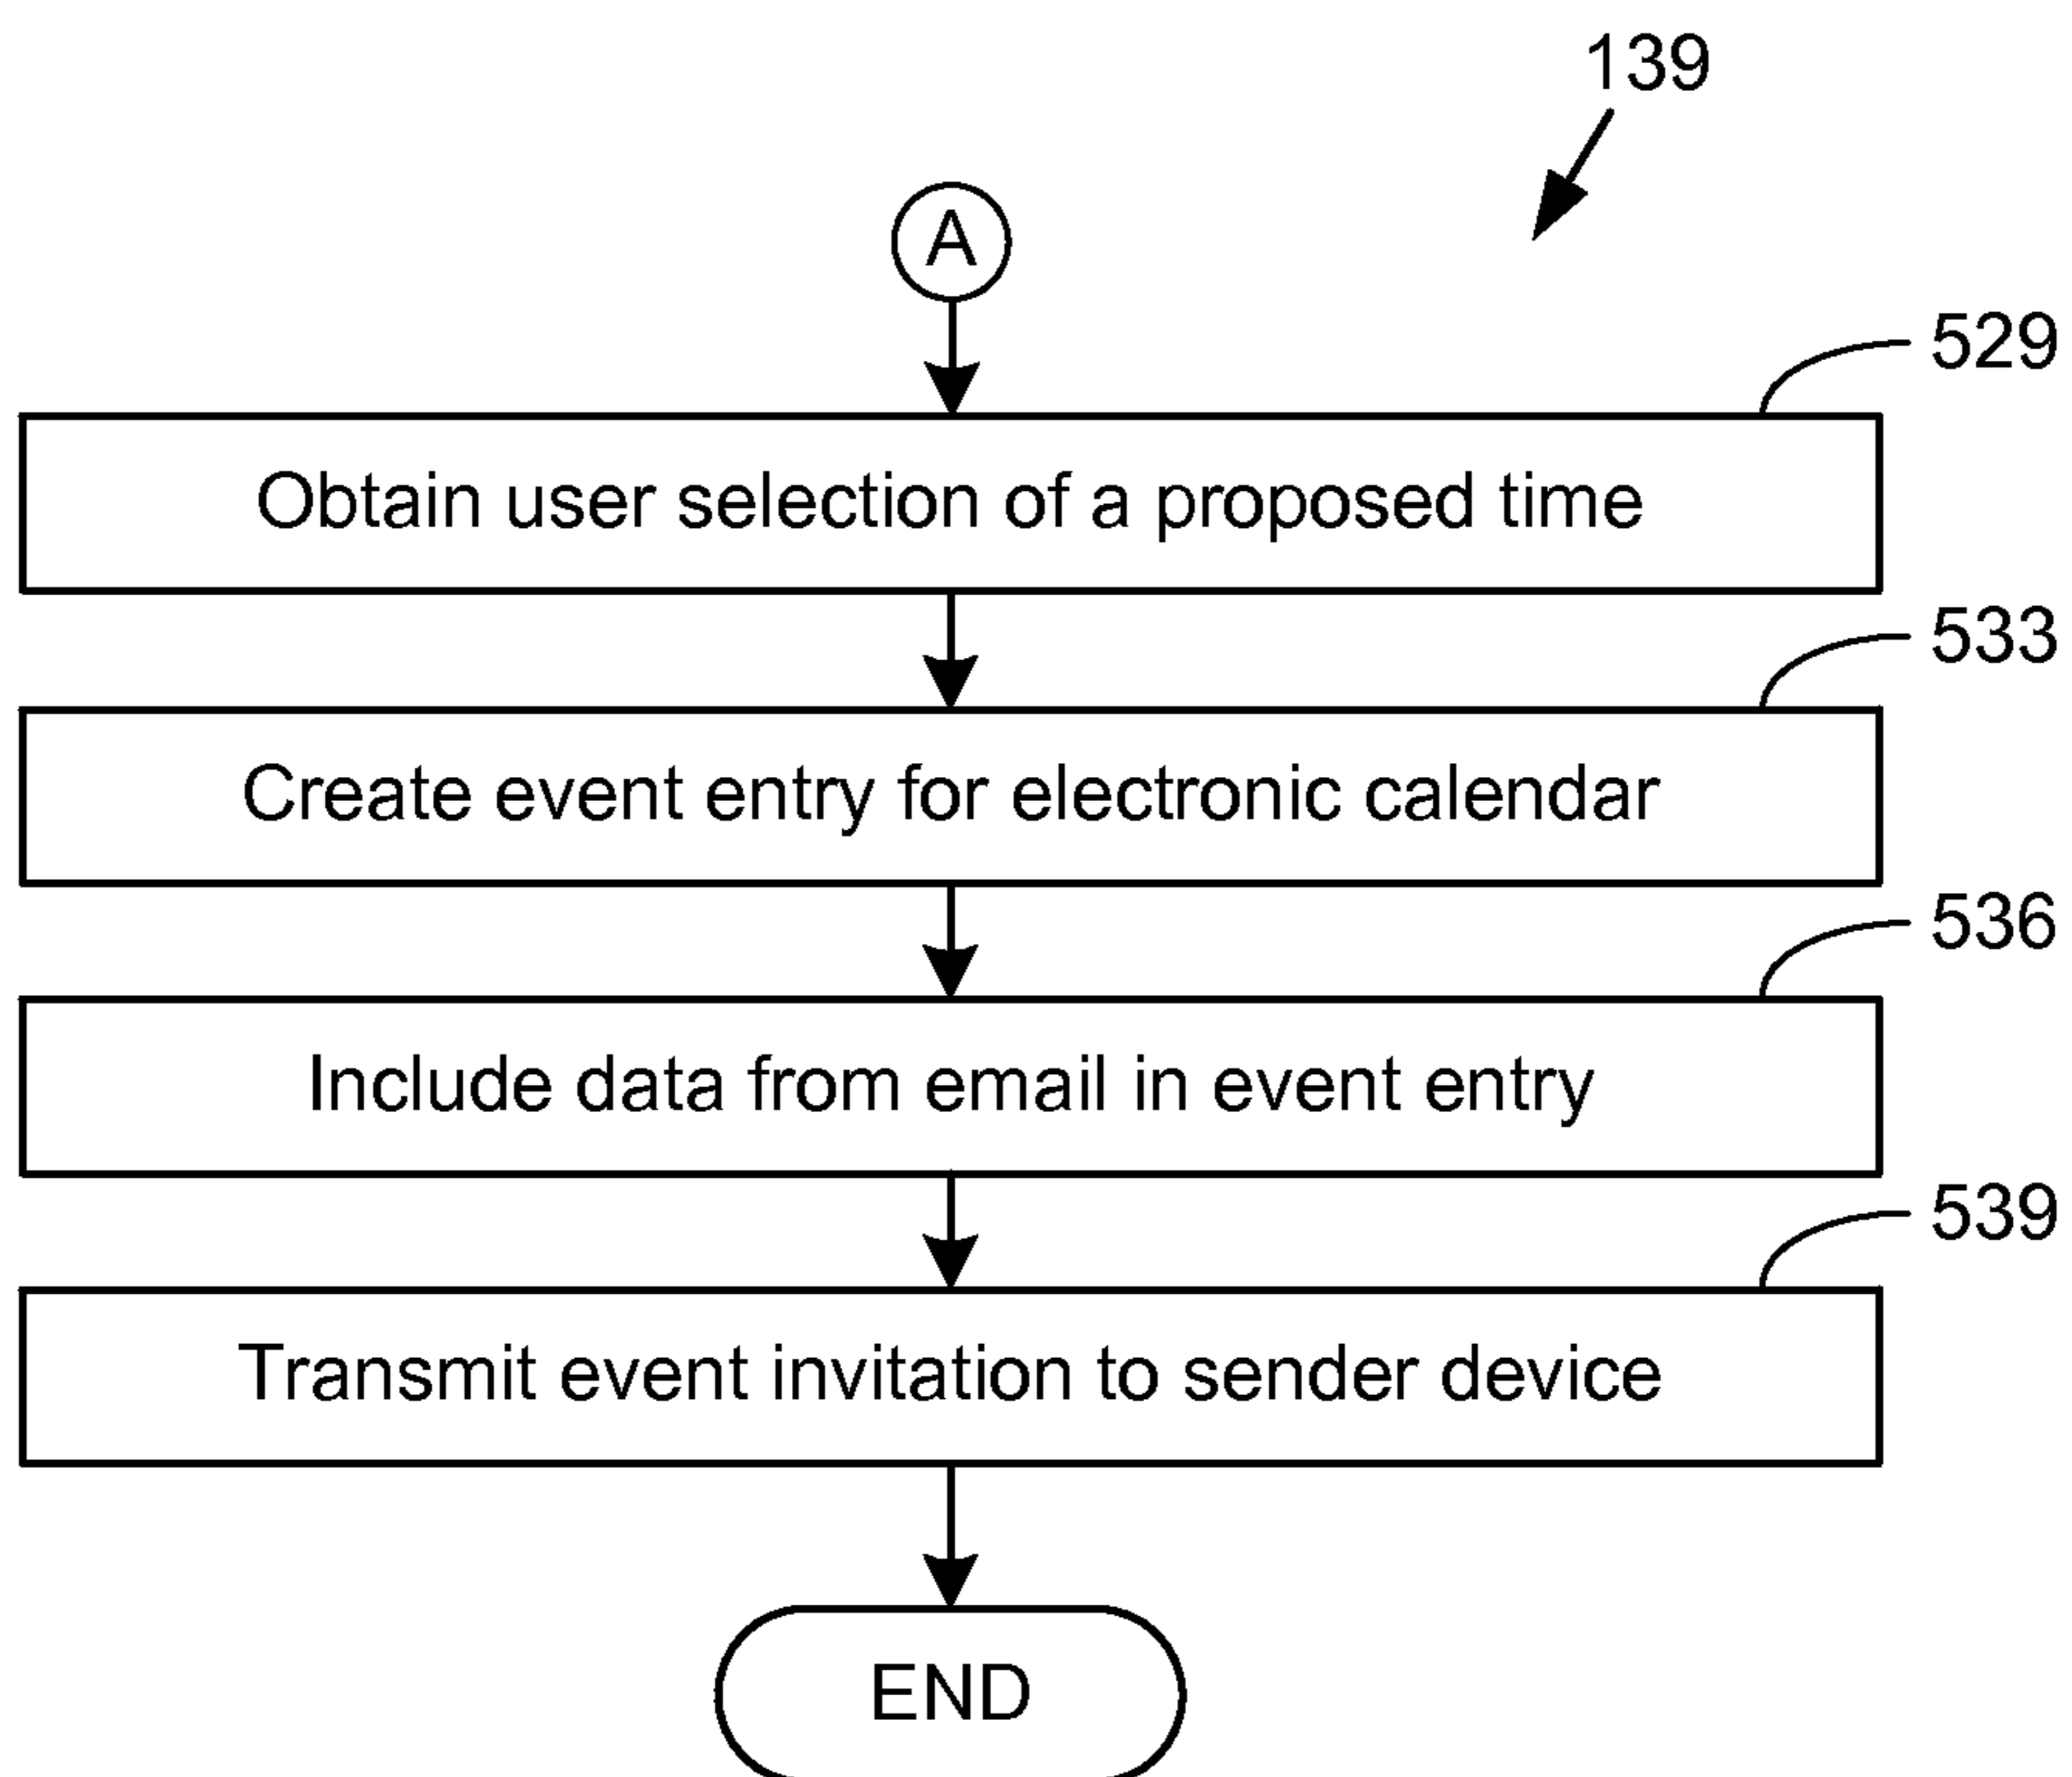 139
A
529
Obtain user selection of a proposed time
533
Create event entry for electronic calendar
536
Include data from email in event entry
539
Transmit event invitation to sender device
END